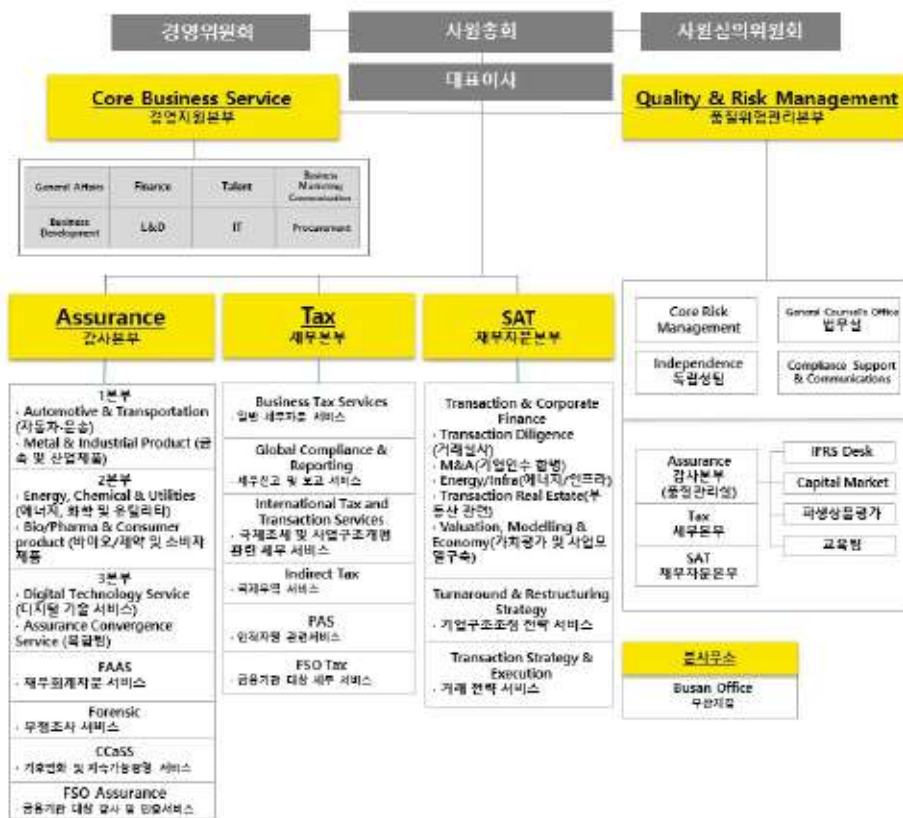 경영위원회
사원총회
사원심의위원회
대표이사
Core Business Service
경영지원본부
Quality & Risk Management
품질위험관리본부
General Affairs
Finance
Talent
Business
Marketing
Communication
Business
Development
L&D
IT
Procurement
Assurance
감사본부
1본부
· Automotive & Transportation
(자동차·운송)
· Metal & Industrial Product (금
속 및 산업제품)
2본부
· Energy, Chemical & Utilities
(에너지, 화학 및 유틸리티)
· Bio/Pharma & Consumer
product (바이오/제약 및 소비자
제품
3본부
· Digital Technology Service
(디지털 기술 서비스)
· Assurance Convergence
Service (복합팀)
FAAS
· 재무회계자문 서비스
Forensic
· 부정조사 서비스
CCaSS
· 기후변화 및 지속가능경영 서비스
FSO Assurance
· 금융기관 대상 감사 및 인증서비스
Tax
세무본부
Business Tax Services
· 일반 세무자문 서비스
Global Compliance &
Reporting
· 세무신고 및 보고 서비스
International Tax and
Transaction Services
· 국제조세 및 사업구조개편
관련 세무 서비스
Indirect Tax
· 국제무역 서비스
PAS
· 인적자원 관련서비스
FSO Tax
· 금융기관 대상 세무 서비스
SAT
재무자문본부
Transaction & Corporate
Finance
· Transaction Diligence
(거래실사)
· M&A(기업인수 합병)
· Energy/Infra(에너지/인프라)
· Transaction Real Estate(부
동산 관련)
· Valuation, Modelling &
Economy(가치평가 및 사업모
델구축)
Turnaround & Restructuring
Strategy
· 기업구조조정 전략 서비스
Transaction Strategy &
Execution
· 거래 전략 서비스
Core Risk
Management
General Counsel's Office
법무실
Independence
독립성팀
Compliance Support
& Communications
Assurance
감사본부
(품질관리실)
Tax
세무본부
SAT
재무자문본부
IFRS Desk
Capital Market
파생상품평가
교육팀
분사무소
Busan Office
부산지점